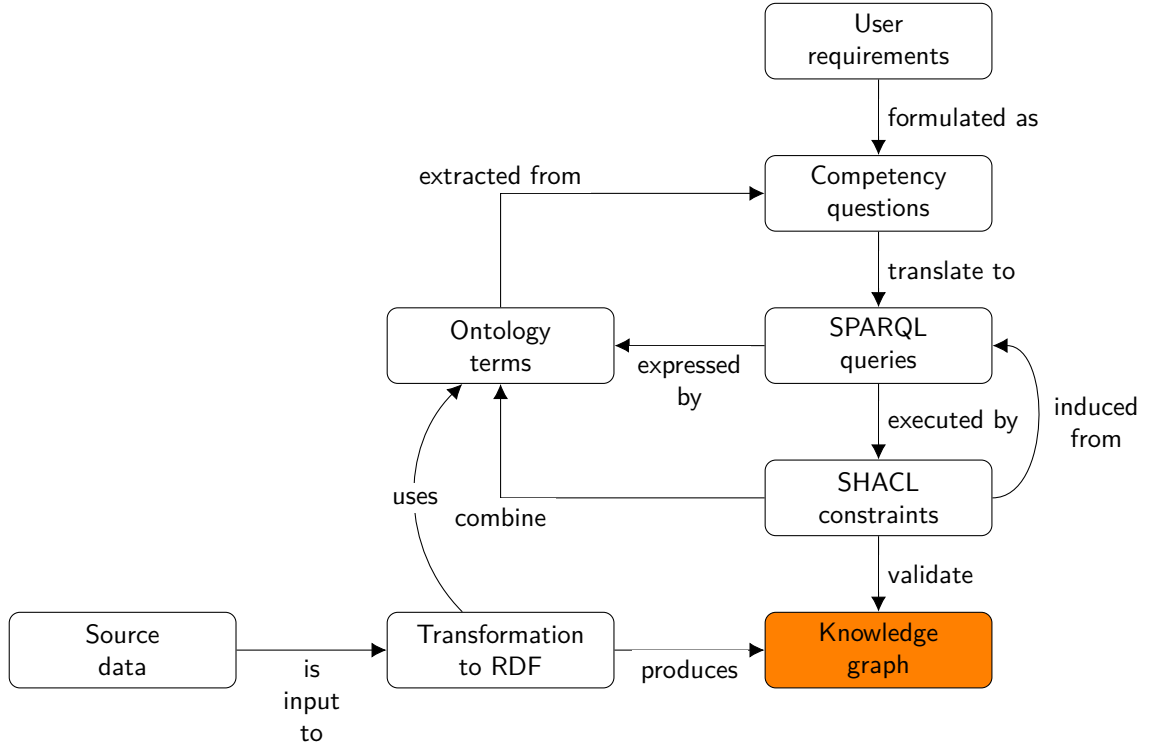 User
requirements
formulated as
extracted from
Competency
questions
translate to
Ontology
terms
expressed
by
SPARQL
queries
executed by
induced
from
uses
combine
SHACL
constraints
validate
Source
data
is
input
to
Transformation
to RDF
produces
Knowledge
graph